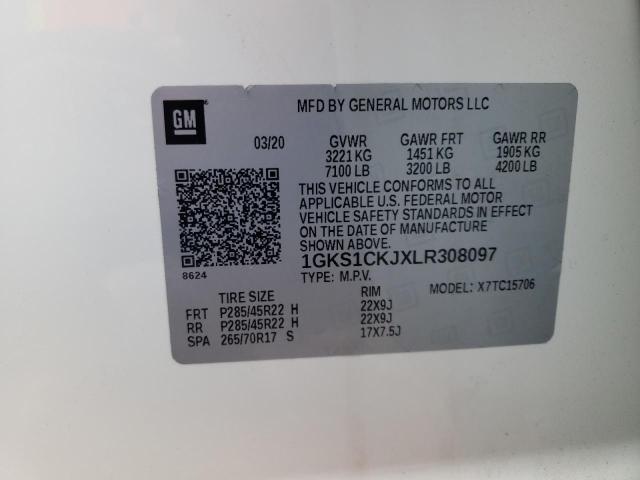 GM
MFD BY GENERAL MOTORS LLC
03/20 GVWR GAWR FRT GAWR RR
3221 KG 1451 KG 1905 KG
7100 LB 3200 LB 4200 LB
THIS VEHICLE CONFORMS TO ALL
APPLICABLE U.S. FEDERAL MOTOR
VEHICLE SAFETY STANDARDS IN EFFECT
ON THE DATE OF MANUFACTURE
SHOWN ABOVE.
1GKS1CKJXLR308097
8624
TYPE: M.P.V. MODEL: X7TC15706
TIRE SIZE RIM
FRT P285/45R22 H 22X9J
RR P285/45R22 H 22X9J
SPA 265/70R17 S 17X7.5J